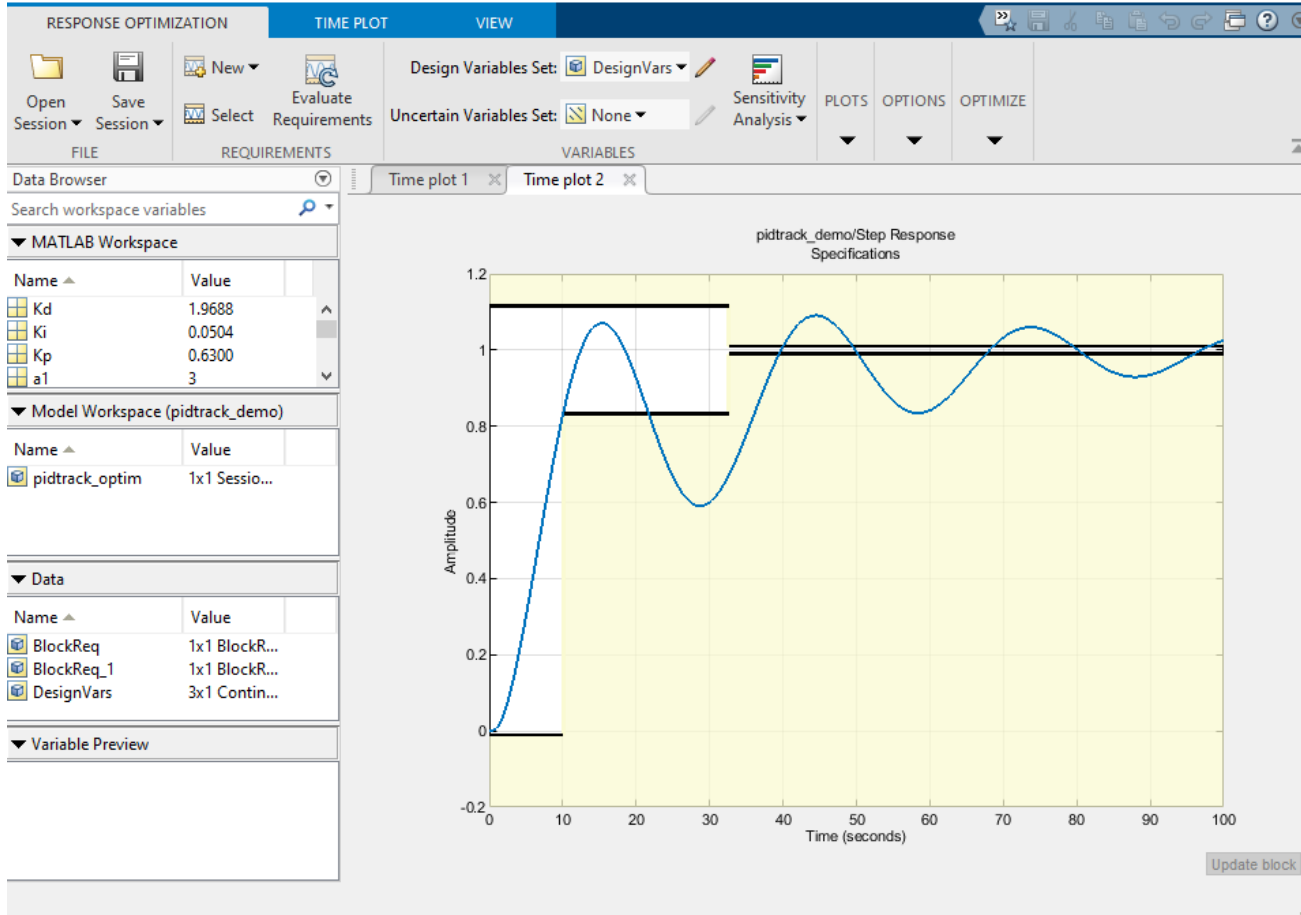 RESPONSE OPTIMIZATION TIME PLOT VIEW
New
Design Variables Set: DesignVars
Open Session
Save Session
Select
Evaluate Requirements
Uncertain Variables Set: None
Sensitivity Analysis
PLOTS OPTIONS OPTIMIZE
FILE REQUIREMENTS VARIABLES
Data Browser
Search workspace variables
MATLAB Workspace
Name Value
Kd 1.9688
Ki 0.0504
Kp 0.6300
a1 3
Model Workspace (pidtrack_demo)
Name Value
pidtrack_optim 1x1 Sessio...
Data
Name Value
BlockReq 1x1 BlockR...
BlockReq_1 1x1 BlockR...
DesignVars 3x1 Contin...
Variable Preview
Time plot 1 Time plot 2
pidtrack_demo/Step Response
Specifications
1.2
1
0.8
0.6
0.4
0.2
0
-0.2
Amplitude
0 10 20 30 40 50 60 70 80 90 100
Time (seconds)
Update block